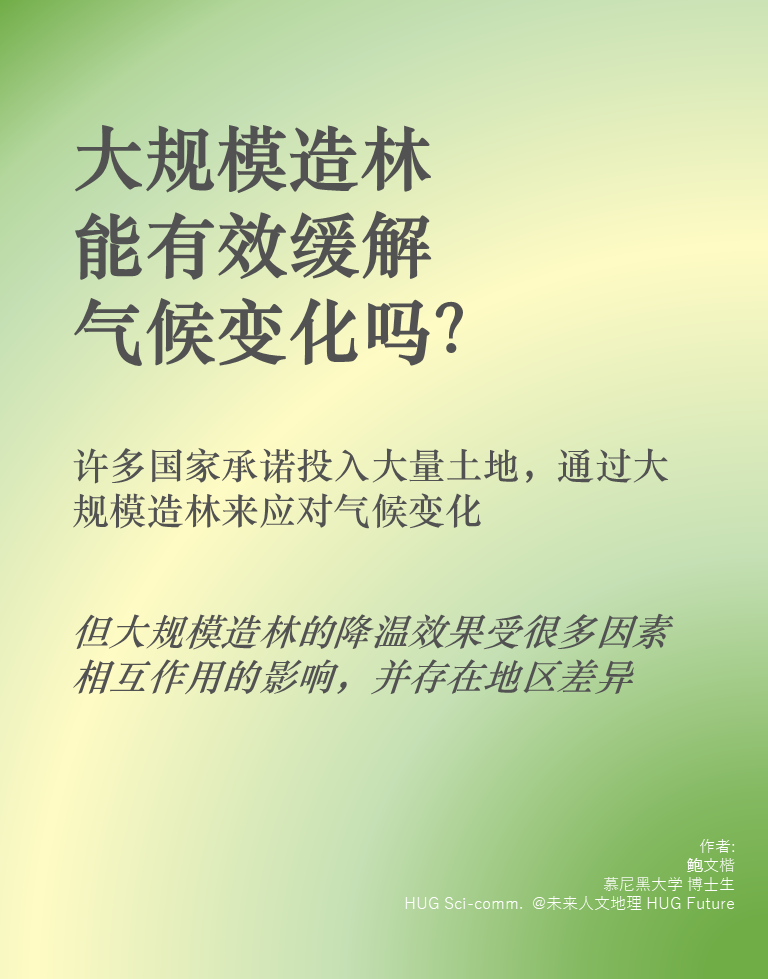 大规模造林
能有效缓解
气候变化吗?
许多国家承诺投入大量土地，通过大
规模造林来应对气候变化
但大规模造林的降温效果受很多因素
相互作用的影响，并存在地区差异
作者:
鲍文楷
慕尼黑大学 博士生
HUG Sci-comm. @未来人文地理 HUG Future